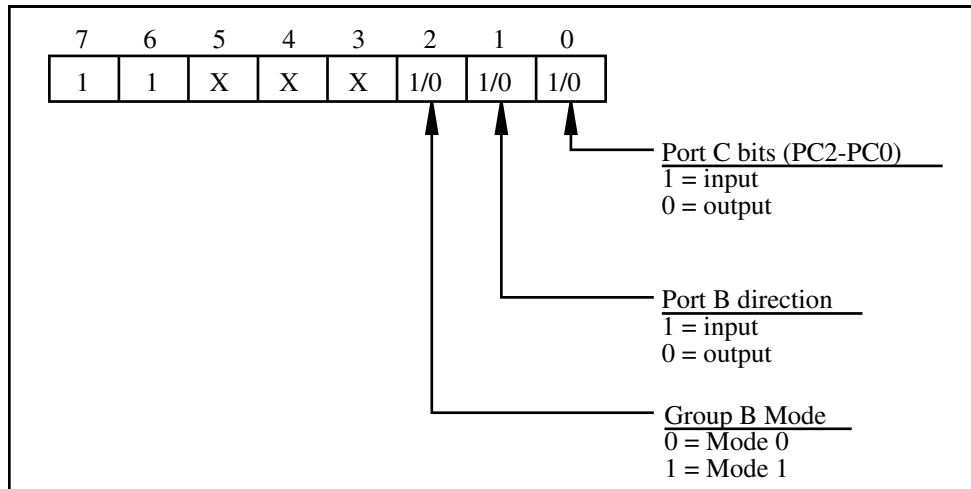 7 6 5 4 3 2 1 0
1 1 X X X 1/0 1/0 1/0
Port C bits (PC2-PC0)
1 = input
0 = output
Port B direction
1 = input
0 = output
Group B Mode
0 = Mode 0
1 = Mode 1